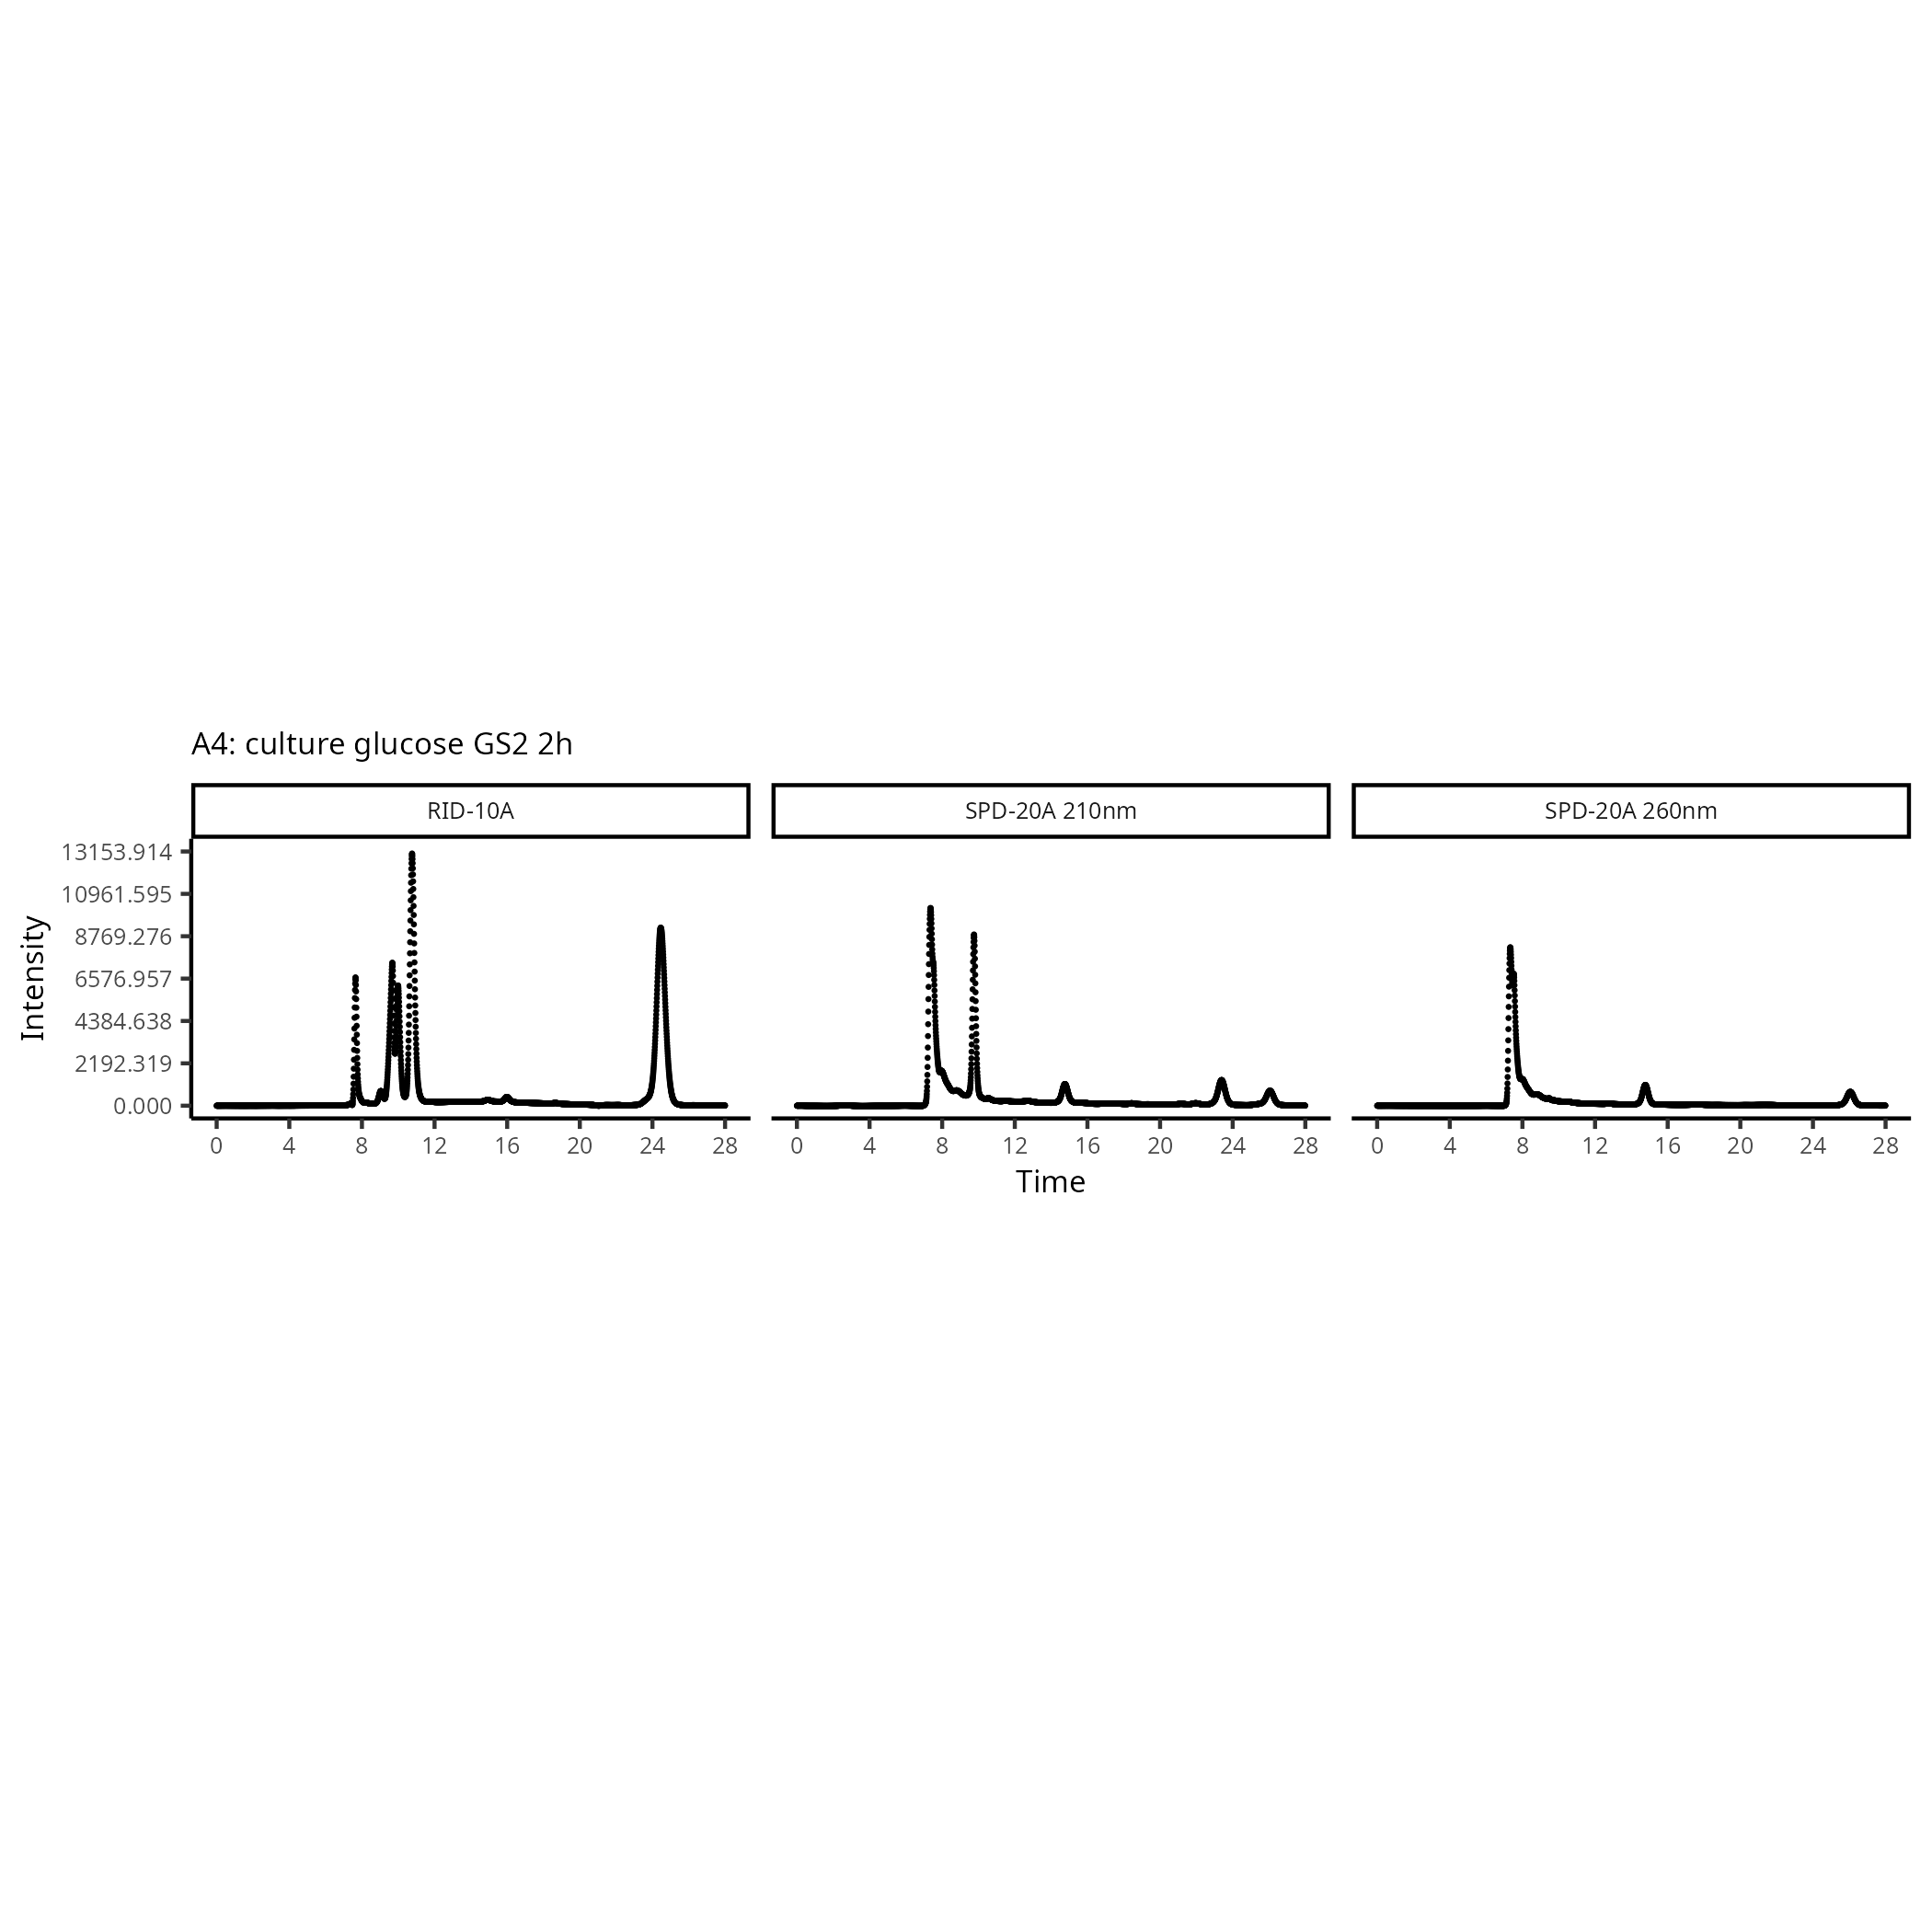 A4: culture glucose GS2 2h
RID-10A
SPD-20A 210nm
SPD-20A 260nm
13153.914
10961.595
8769.276
6576.957
4384.638
2192.319
0.000
Intensity
0 4 8 12 16 20 24 28
0 4 8 12 16 20 24 28
0 4 8 12 16 20 24 28
Time